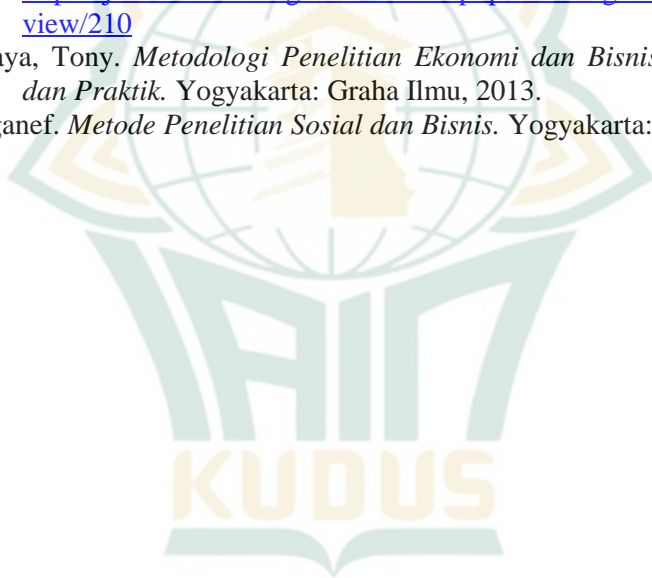 view/210
aya, Tony. Metodologi Penelitian Ekonomi dan Bisnis
dan Praktik. Yogyakarta: Graha Ilmu, 2013.
ganef. Metode Penelitian Sosial dan Bisnis. Yogyakarta:
IAIN
KUDUS